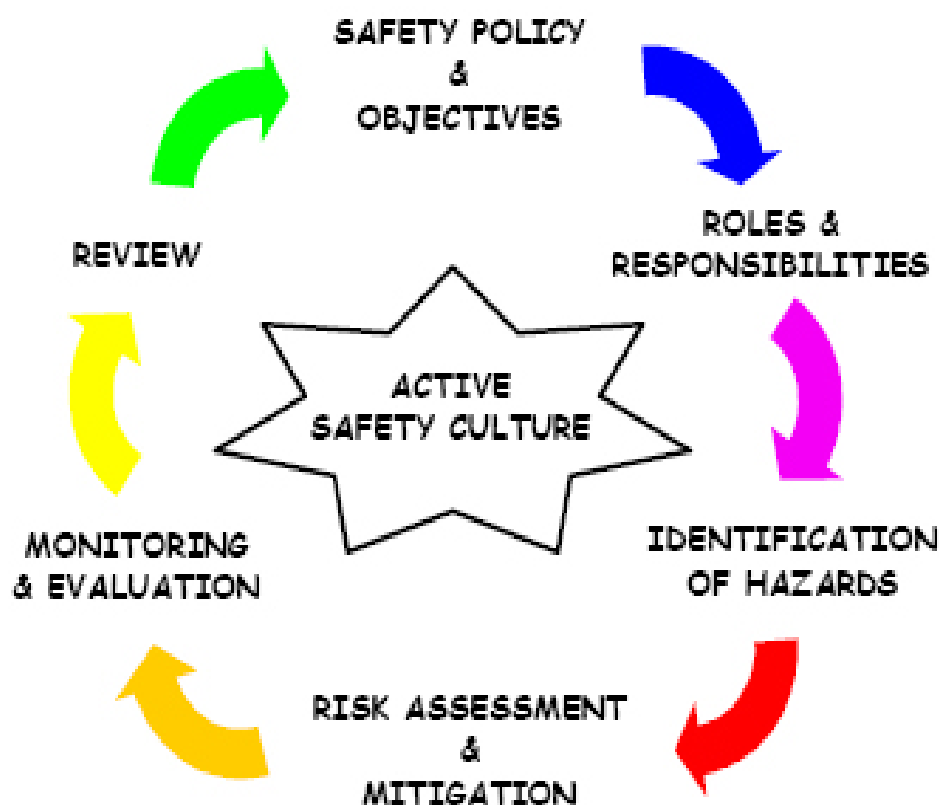 SAFETY POLICY
&
OBJECTIVES
ROLES &
RESPONSIBILITIES
IDENTIFICATION
OF HAZARDS
RISK ASSESSMENT
&
MITIGATION
MONITORING
& EVALUATION
REVIEW
ACTIVE
SAFETY CULTURE